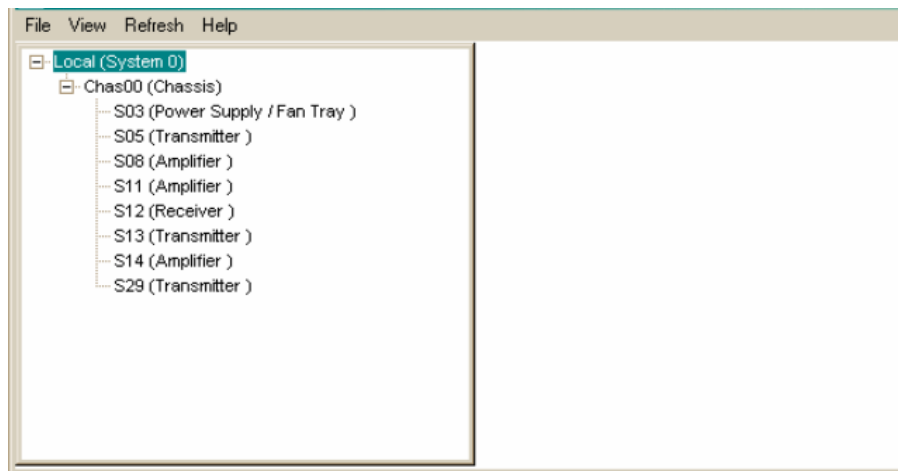 File View Refresh Help
Local (System 0)
Chas00 (Chassis)
S03 (Power Supply / Fan Tray )
S05 (Transmitter )
S08 (Amplifier )
S11 (Amplifier )
S12 (Receiver )
S13 (Transmitter )
S14 (Amplifier )
S29 (Transmitter )